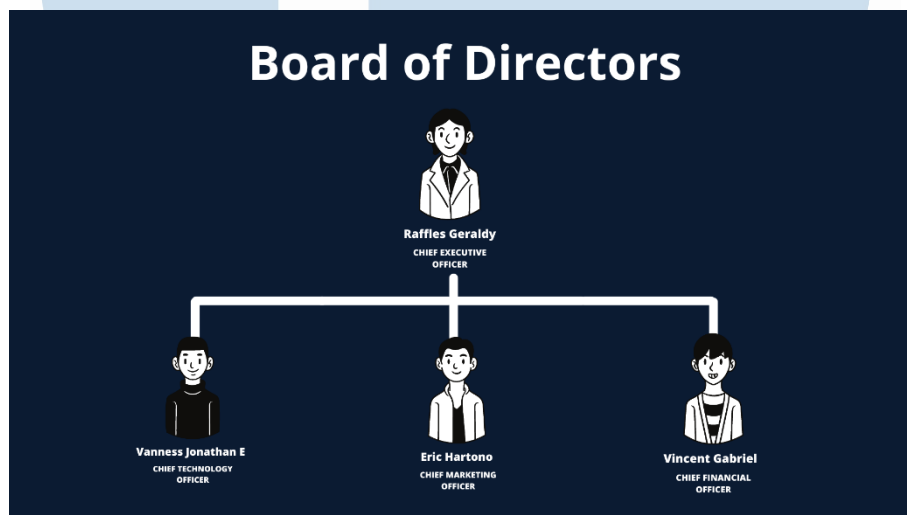 Board of Directors
Raffles Geraldy
CHIEF EXECUTIVE
OFFICER
Vanness Jonathan E
CHIEF TECHNOLOGY
OFFICER
Eric Hartono
CHIEF MARKETING
OFFICER
Vincent Gabriel
CHIEF FINANCIAL
OFFICER